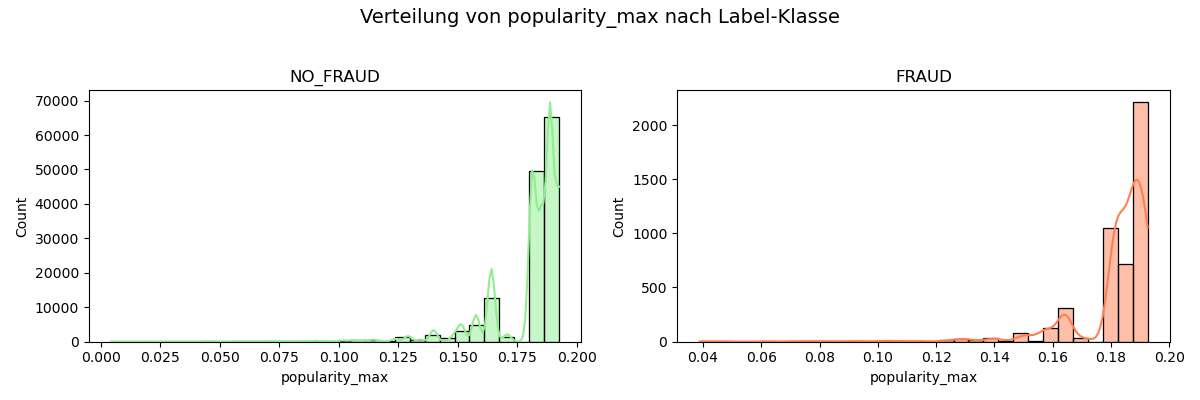 Verteilung von popularity_max nach Label-Klasse
NO_FRAUD
Count
70000
60000
50000
40000
30000
20000
10000
0
0.000 0.025 0.050 0.075 0.100 0.125 0.150 0.175 0.200
popularity_max
FRAUD
Count
2000
1500
1000
500
0
0.04 0.06 0.08 0.10 0.12 0.14 0.16 0.18 0.20
popularity_max